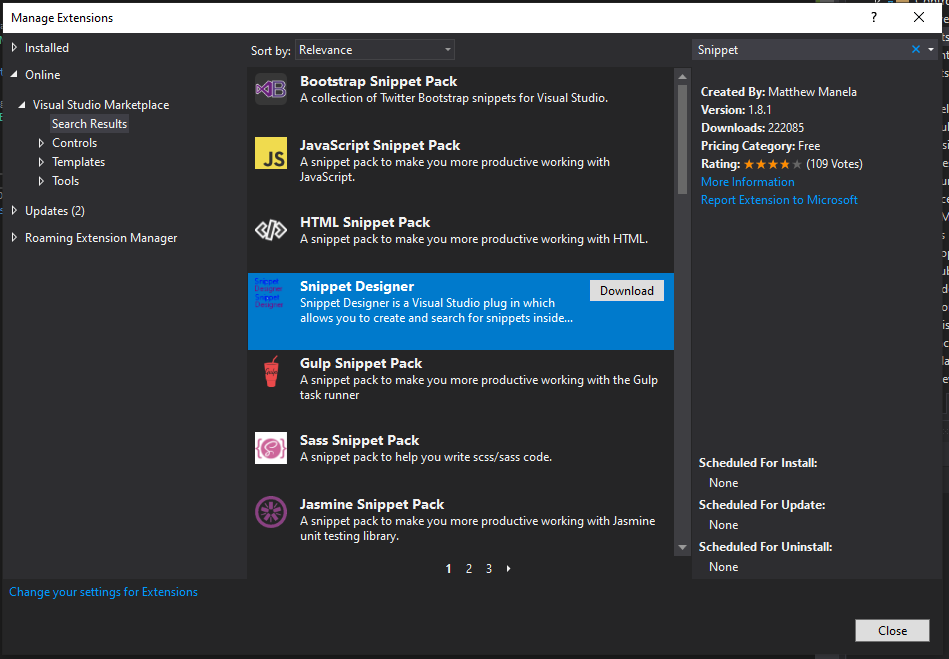 Manage Extensions
?
Installed
Online
Visual Studio Marketplace
Search Results
Controls
Templates
Tools
Updates (2)
Roaming Extension Manager
Sort by: Relevance
Bootstrap Snippet Pack
A collection of Twitter Bootstrap snippets for Visual Studio.
JS
JavaScript Snippet Pack
A snippet pack to make you more productive working with
JavaScript.
HTML Snippet Pack
A snippet pack to make you more productive working with HTML.
Snippet
Designer
Snippet
Designer
Snippet Designer
Download
Snippet Designer is a Visual Studio plug in which
allows you to create and search for snippets inside...
Gulp Snippet Pack
A snippet pack to make you more productive working with the Gulp
task runner
Sass Snippet Pack
A snippet pack to help you write scss/sass code.
Jasmine Snippet Pack
A snippet pack to make you more productive working with Jasmine
unit testing library.
1 2 3
Snippet
Created By: Matthew Manela
Version: 1.8.1
Downloads: 222085
Pricing Category: Free
Rating: (109 Votes)
More Information
Report Extension to Microsoft
Scheduled For Install:
None
Scheduled For Update:
None
Scheduled For Uninstall:
None
Change your settings for Extensions
Close